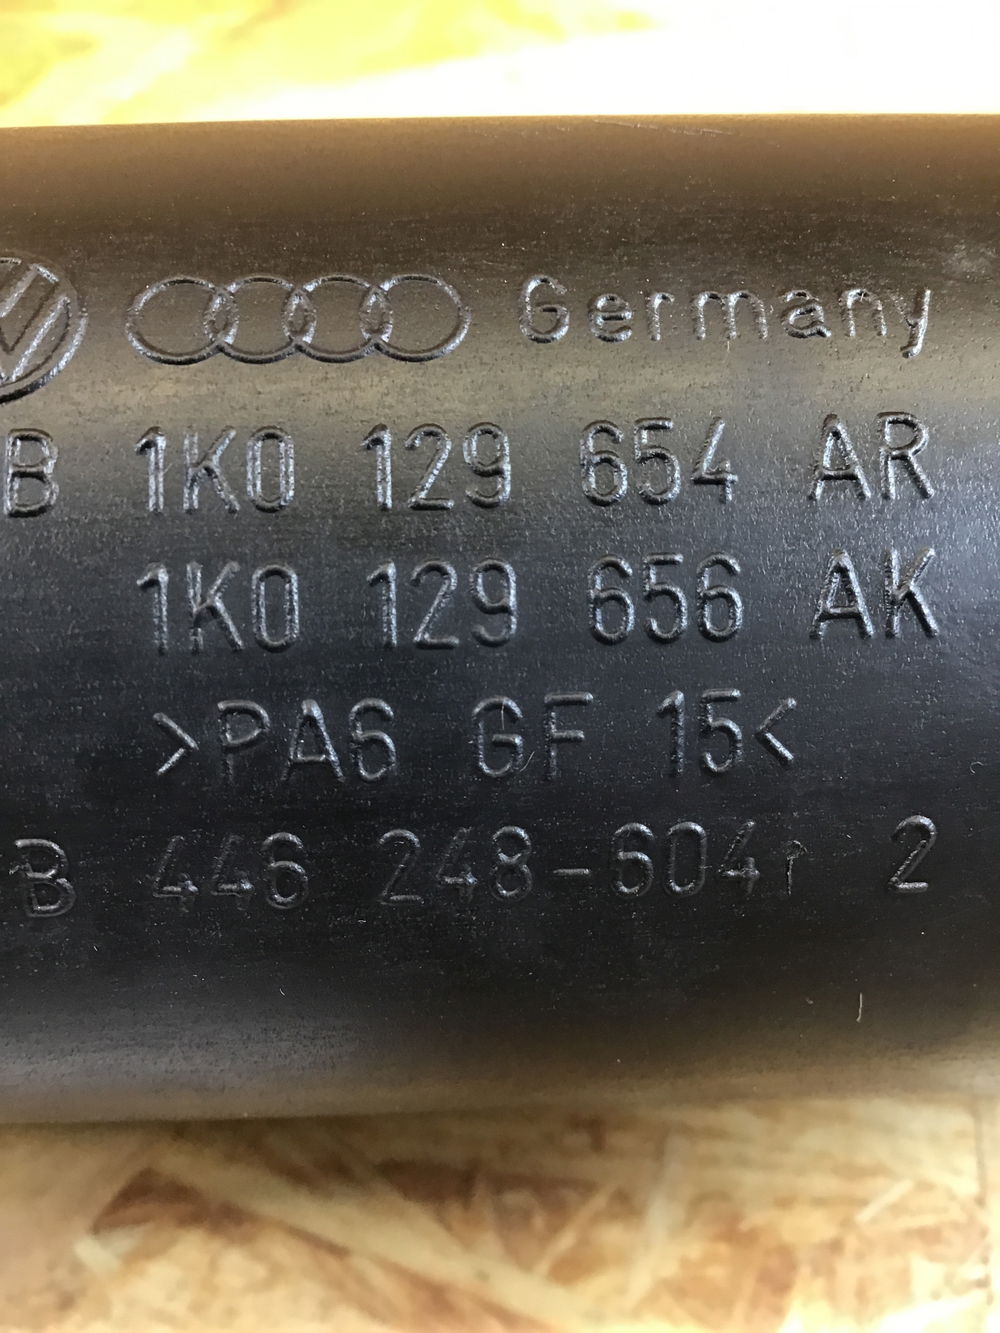 Germany
B 1K0 129 654 AR
1K0 129 656 AK
>PA6 GF 15<
B 446 248-604 2